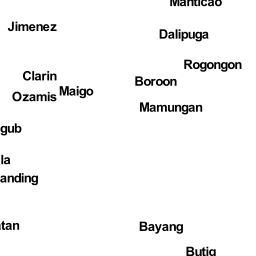 Manticao
Jimenez
Dalipuga
Rogongon
Clarin
Boroon
Maigo
Ozamis
Mamungan
gub
la
anding
tan
Bayang
Butig